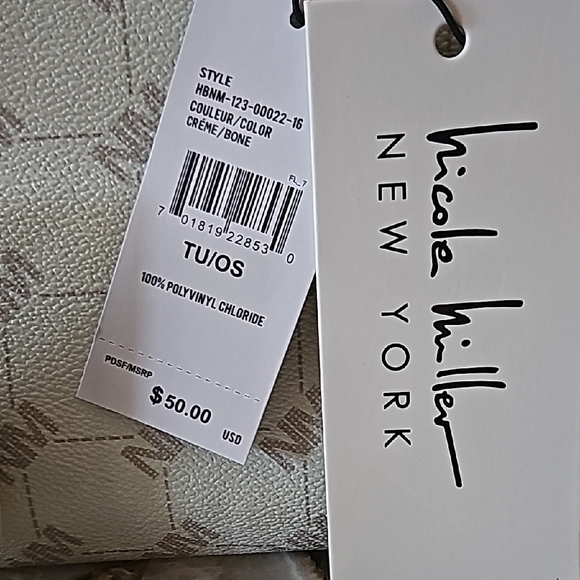 STYLE
HBNM-123-00022-16
COULEUR/COLOR
CRÉME/BONE
FL_7
7 01819 22853 0
TU/OS
100% POLYVINYL CHLORIDE
PDSF/MSRP
$50.00
USD
nicole miller
NEW YORK